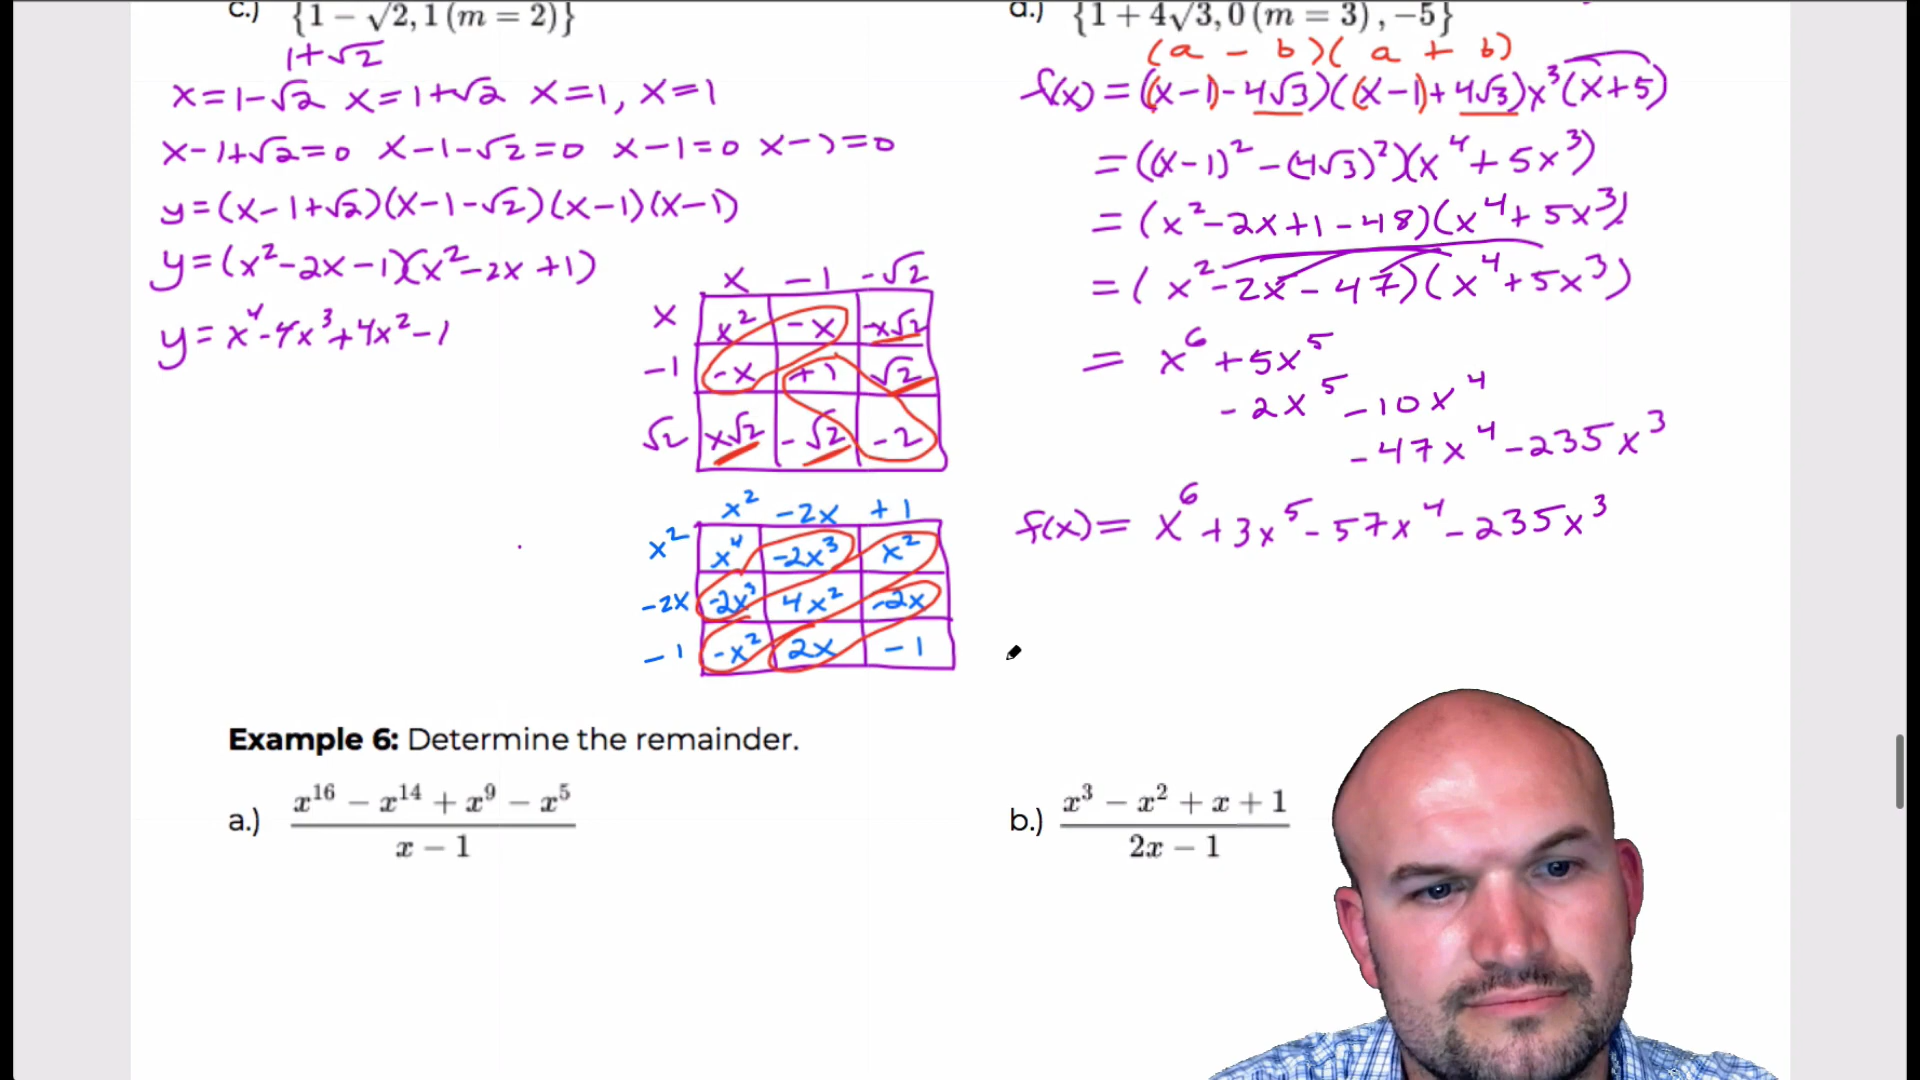 c.) {1 − √2, 1 (m = 2)}
1+√2
x=1-√2 x=1+√2 x=1, x=1
x-1+√2=0 x-1-√2=0 x-1=0 x-1=0
y=(x-1+√2)(x-1-√2)(x-1)(x-1)
y=(x²-2x-1)(x²-2x+1)
y=x⁴-4x³+4x²-1
x -1 -√2
x x² -x -x√2
-1 -x +1 √2
√2 x√2 -√2 -2
x² -2x +1
x² x⁴ -2x³ x²
-2x -2x³ 4x² -2x
-1 -x² 2x -1
d.) {1 + 4√3, 0 (m = 3), −5}
(a - b)(a + b)
f(x)=((x-1)-4√3)((x-1)+4√3)x³(x+5)
=((x-1)²-(4√3)²)(x⁴+5x³)
=(x²-2x+1-48)(x⁴+5x³)
=(x²-2x-47)(x⁴+5x³)
= x⁶+5x⁵
-2x⁵-10x⁴
-47x⁴-235x³
f(x)= x⁶+3x⁵-57x⁴-235x³
Example 6: Determine the remainder.
a.) x¹⁶ − x¹⁴ + x⁹ − x⁵
x − 1
b.) x³ − x² + x + 1
2x − 1